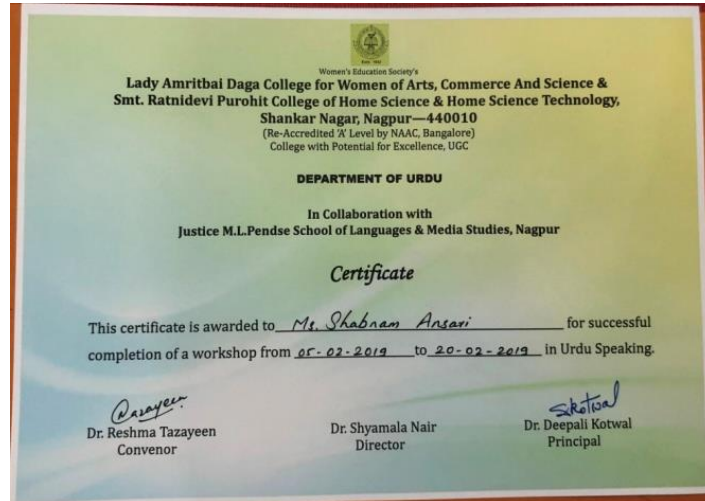 Women's Education Society's
Lady Amritbai Daga College for Women of Arts, Commerce And Science &
Smt. Ratnidevi Purohit College of Home Science & Home Science Technology,
Shankar Nagar, Nagpur—440010
(Re-Accredited 'A' Level by NAAC, Bangalore)
College with Potential for Excellence, UGC
DEPARTMENT OF URDU
In Collaboration with
Justice M.L.Pendse School of Languages & Media Studies, Nagpur
Certificate
This certificate is awarded to Ms. Shabnam Ansari for successful
completion of a workshop from 05-02-2019 to 20-02-2019 in Urdu Speaking.
Dr. Reshma Tazayeen
Convenor
Dr. Shyamala Nair
Director
Dr. Deepali Kotwal
Principal